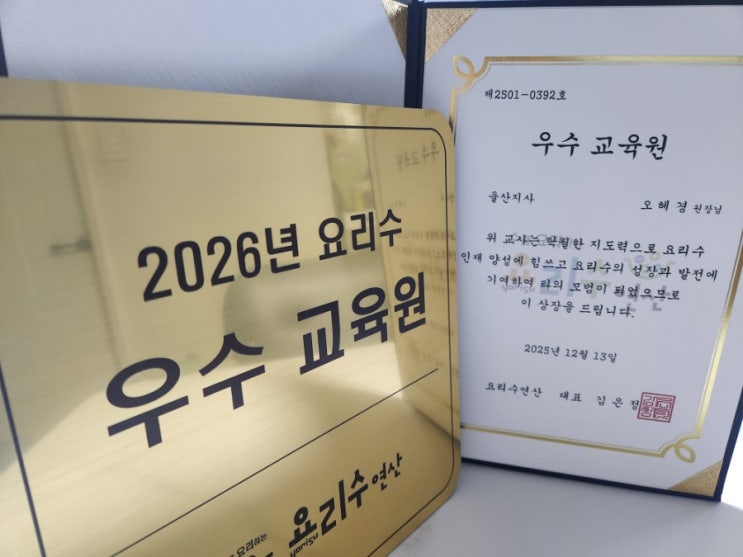 2026년 요리수
우수 교육원
요리하는
요리수연산
yorisu
제2501-0392호
우수 교육원
울산지사 오혜경 원장님
위 교사는 탁월한 지도력으로 요리수
인재 양성에 힘쓰고 요리수의 성장과 발전에
기여하여 타의 모범이 되었으므로
이 상장을 드립니다.
2025년 12월 13일
요리수연산 대표 김은정